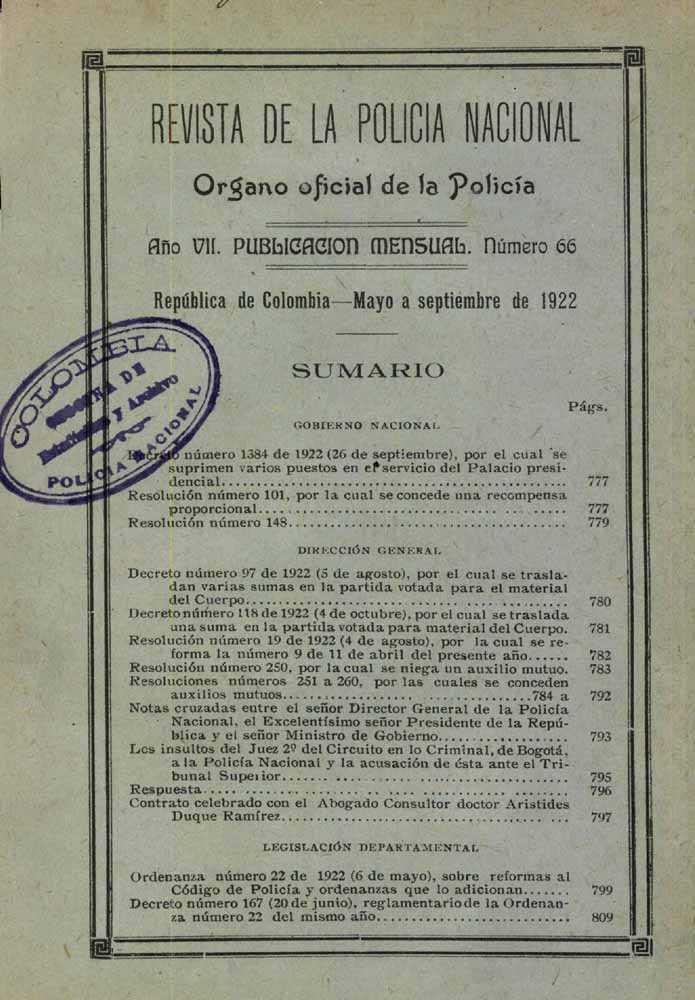 REVISTA DE LA POLICIA NACIONAL
Organo oficial de la Policía
Año VII. PUBLICACION MENSUAL. Número 66
República de Colombia—Mayo a septiembre de 1922
COLOMBIA
DE
Estadística y Archivo
POLICIA NACIONAL
SUMARIO
Págs.
GOBIERNO NACIONAL
Decreto número 1384 de 1922 (26 de septiembre), por el cual se
suprimen varios puestos en el servicio del Palacio presi-
dencial........ 777
Resolución número 101, por la cual se concede una recompensa
proporcional........ 777
Resolución número 148........ 779
DIRECCIÓN GENERAL
Decreto número 97 de 1922 (5 de agosto), por el cual se trasla-
dan varias sumas en la partida votada para el material
del Cuerpo........ 780
Decreto número 118 de 1922 (4 de octubre), por el cual se traslada
una suma en la partida votada para material del Cuerpo. 781
Resolución número 19 de 1922 (4 de agosto), por la cual se re-
forma la número 9 de 11 de abril del presente año...... 782
Resolución número 250, por la cual se niega un auxilio mutuo. 783
Resoluciones números 251 a 260, por las cuales se conceden
auxilios mutuos........784 a 792
Notas cruzadas entre el señor Director General de la Policía
Nacional, el Excelentísimo señor Presidente de la Repú-
blica y el señor Ministro de Gobierno........ 793
Los insultos del Juez 2º del Circuito en lo Criminal, de Bogotá,
a la Policía Nacional y la acusación de ésta ante el Tri-
bunal Superior........ 795
Respuesta........ 796
Contrato celebrado con el Abogado Consultor doctor Aristides
Duque Ramírez........ 797
LEGISLACIÓN DEPARTAMENTAL
Ordenanza número 22 de 1922 (6 de mayo), sobre reformas al
Código de Policía y ordenanzas que lo adicionan....... 799
Decreto número 167 (20 de junio), reglamentario de la Ordenan-
za número 22 del mismo año........ 809